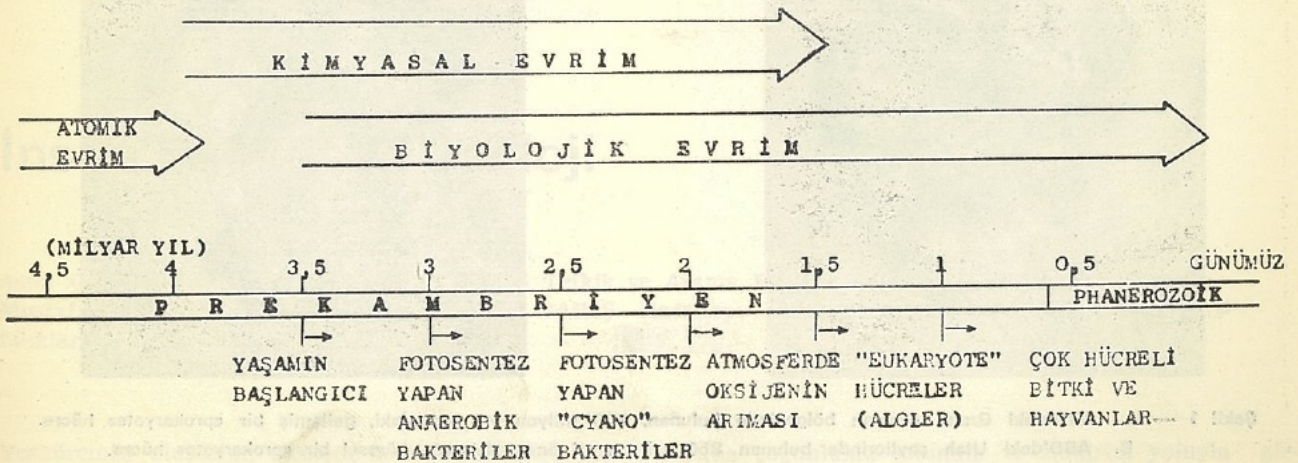 KİMYASAL EVRİM
ATOMİK
EVRİM
BİYOLOJİK EVRİM
(MİLYAR YIL)
4,5 4 3,5 3 2,5 2 1,5 1 0,5 GÜNÜMÜZ
PREKAMBRİYEN PHANEROZOİK
YAŞAMIN
BAŞLANGICI
FOTOSENTEZ
YAPAN
ANAEROBİK
BAKTERİLER
FOTOSENTEZ
YAPAN
"CYANO"
BAKTERİLER
ATMOSFERDE
OKSİJENİN
ARTMASI
"EUKARYOTE"
HÜCRELER
(ALGLER)
ÇOK HÜCRELİ
BİTKİ VE
HAYVANLAR